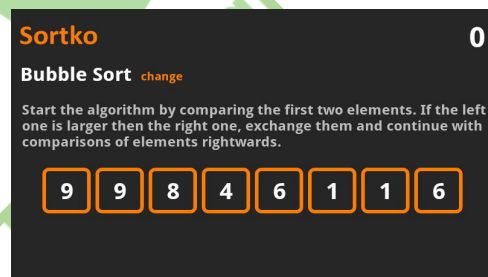 Sortko
0
Bubble Sort change
Start the algorithm by comparing the first two elements. If the left
one is larger then the right one, exchange them and continue with
comparisons of elements rightwards.
9 9 8 4 6 1 1 6